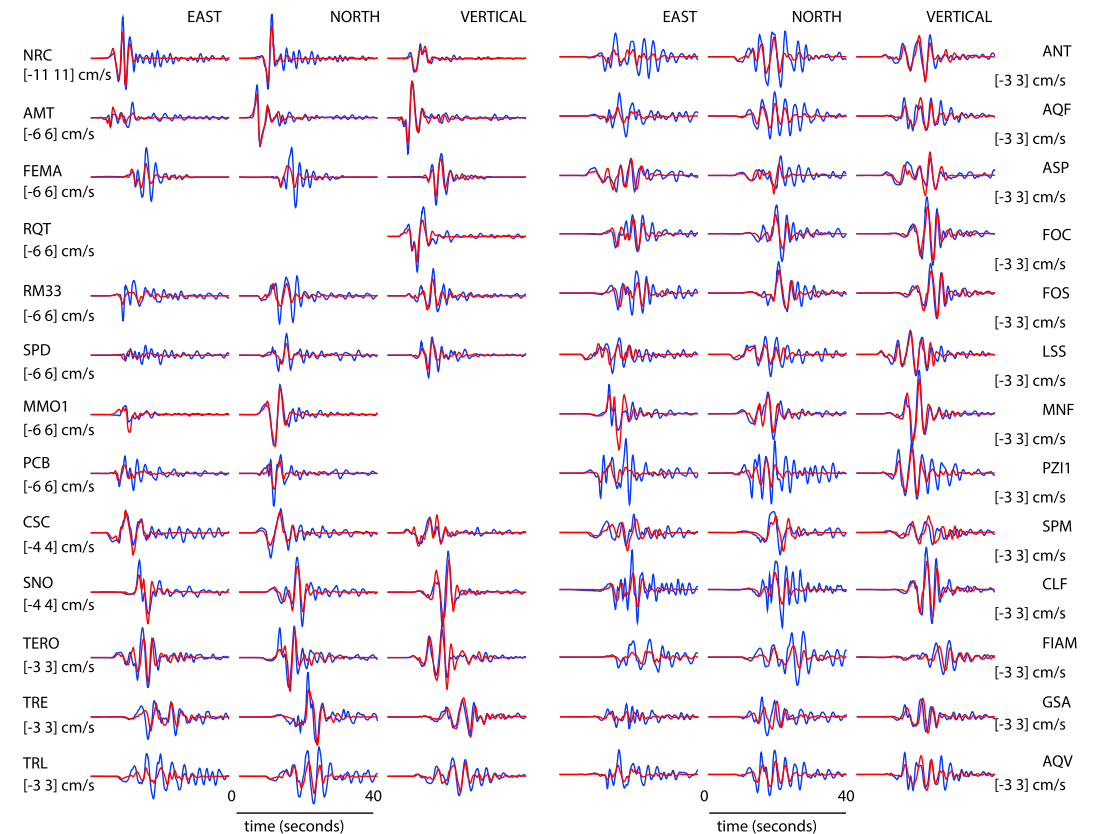 EAST NORTH VERTICAL EAST NORTH VERTICAL
NRC
[-11 11] cm/s
AMT
[-6 6] cm/s
FEMA
[-6 6] cm/s
RQT
[-6 6] cm/s
RM33
[-6 6] cm/s
SPD
[-6 6] cm/s
MMO1
[-6 6] cm/s
PCB
[-6 6] cm/s
CSC
[-4 4] cm/s
SNO
[-4 4] cm/s
TERO
[-3 3] cm/s
TRE
[-3 3] cm/s
TRL
[-3 3] cm/s
0 40
time (seconds)
ANT
[-3 3] cm/s
AQF
[-3 3] cm/s
ASP
[-3 3] cm/s
FOC
[-3 3] cm/s
FOS
[-3 3] cm/s
LSS
[-3 3] cm/s
MNF
[-3 3] cm/s
PZI1
[-3 3] cm/s
SPM
[-3 3] cm/s
CLF
[-3 3] cm/s
FIAM
[-3 3] cm/s
GSA
[-3 3] cm/s
AQV
[-3 3] cm/s
0 40
time (seconds)